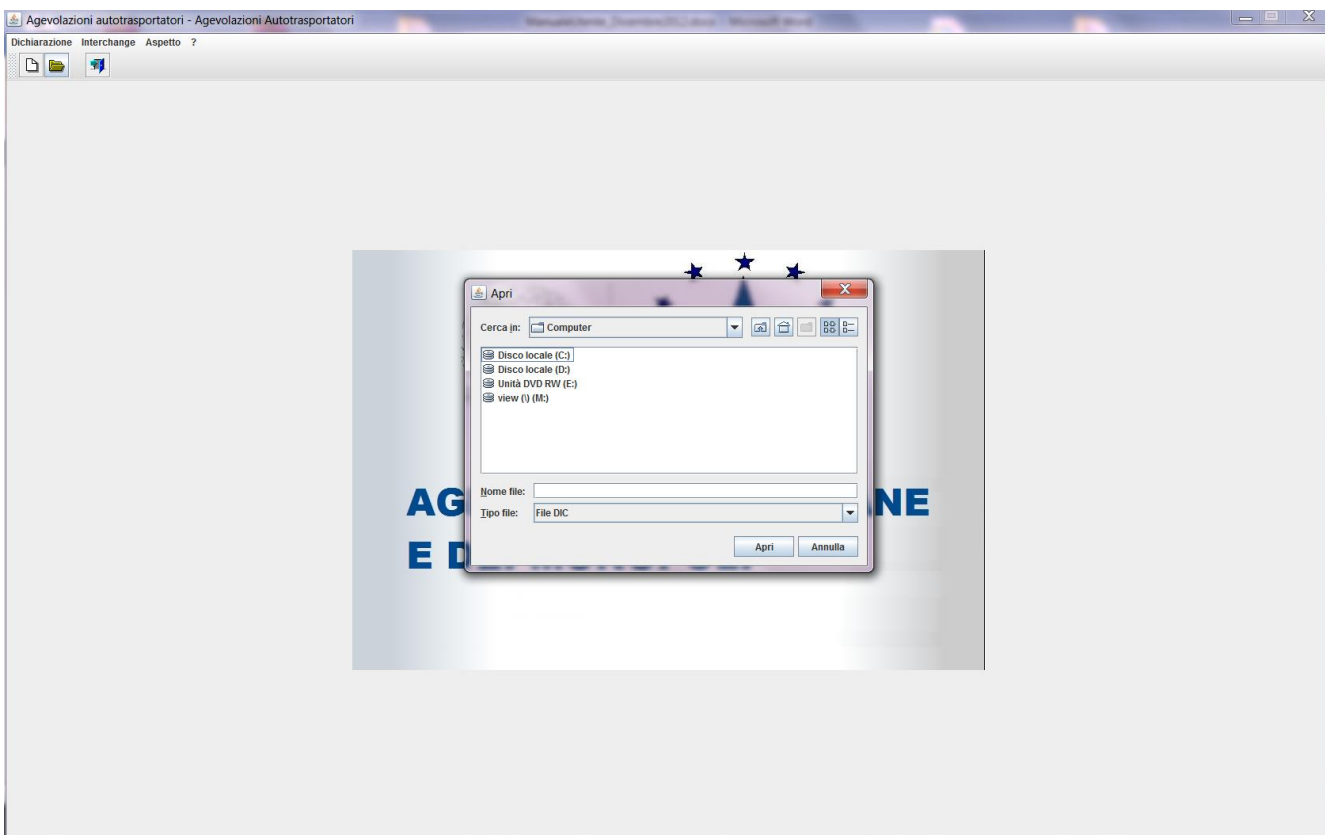 Agevolazioni autotrasportatori - Agevolazioni Autotrasportatori
Dichiarazione Interchange Aspetto ?
Apri
Cerca in: Computer
Disco locale (C:)
Disco locale (D:)
Unità DVD RW (E:)
view (\) (M:)
Nome file:
Tipo file: File DIC
Apri Annulla
AG NE
E D